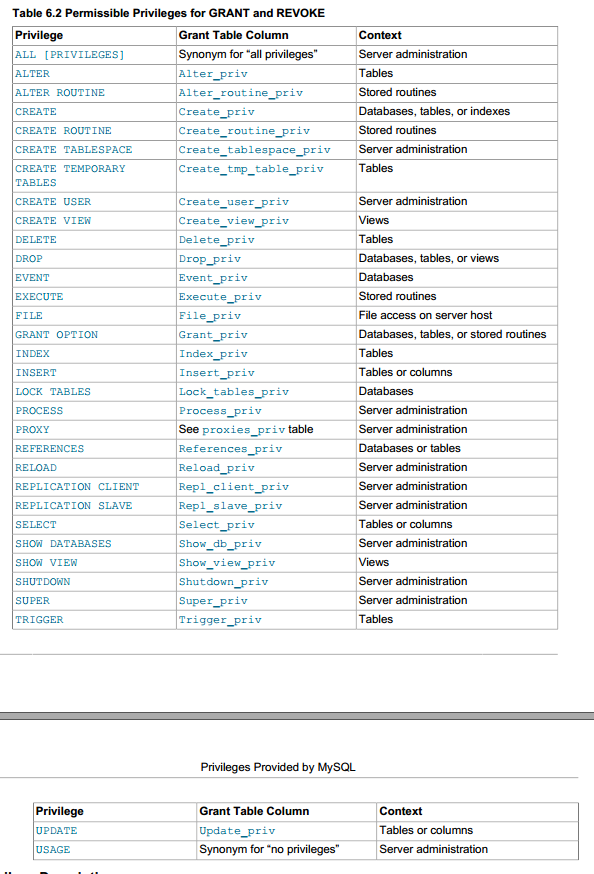 Table 6.2 Permissible Privileges for GRANT and REVOKE
Privilege Grant Table Column Context
ALL [PRIVILEGES] Synonym for “all privileges” Server administration
ALTER Alter_priv Tables
ALTER ROUTINE Alter_routine_priv Stored routines
CREATE Create_priv Databases, tables, or indexes
CREATE ROUTINE Create_routine_priv Stored routines
CREATE TABLESPACE Create_tablespace_priv Server administration
CREATE TEMPORARY Create_tmp_table_priv Tables
TABLES
CREATE USER Create_user_priv Server administration
CREATE VIEW Create_view_priv Views
DELETE Delete_priv Tables
DROP Drop_priv Databases, tables, or views
EVENT Event_priv Databases
EXECUTE Execute_priv Stored routines
FILE File_priv File access on server host
GRANT OPTION Grant_priv Databases, tables, or stored routines
INDEX Index_priv Tables
INSERT Insert_priv Tables or columns
LOCK TABLES Lock_tables_priv Databases
PROCESS Process_priv Server administration
PROXY See proxies_priv table Server administration
REFERENCES References_priv Databases or tables
RELOAD Reload_priv Server administration
REPLICATION CLIENT Repl_client_priv Server administration
REPLICATION SLAVE Repl_slave_priv Server administration
SELECT Select_priv Tables or columns
SHOW DATABASES Show_db_priv Server administration
SHOW VIEW Show_view_priv Views
SHUTDOWN Shutdown_priv Server administration
SUPER Super_priv Server administration
TRIGGER Trigger_priv Tables
Privileges Provided by MySQL
Privilege Grant Table Column Context
UPDATE Update_priv Tables or columns
USAGE Synonym for “no privileges” Server administration